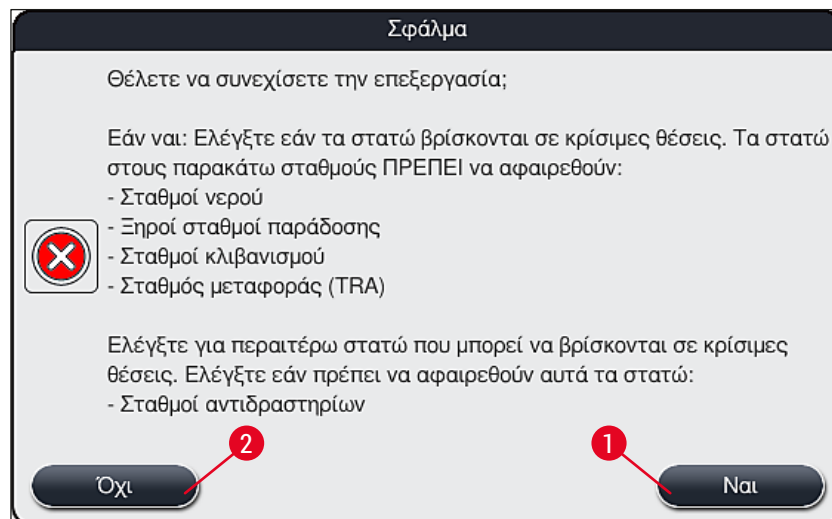 Σφάλμα
Θέλετε να συνεχίσετε την επεξεργασία;
Εάν ναι: Ελέγξτε εάν τα στατώ βρίσκονται σε κρίσιμες θέσεις. Τα στατώ
στους παρακάτω σταθμούς ΠΡΕΠΕΙ να αφαιρεθούν:
- Σταθμοί νερού
- Ξηροί σταθμοί παράδοσης
- Σταθμοί κλιβανισμού
- Σταθμός μεταφοράς (TRA)
Ελέγξτε για περαιτέρω στατώ που μπορεί να βρίσκονται σε κρίσιμες
θέσεις. Ελέγξτε εάν πρέπει να αφαιρεθούν αυτά τα στατώ:
- Σταθμοί αντιδραστηρίων
2 1
Όχι Ναι